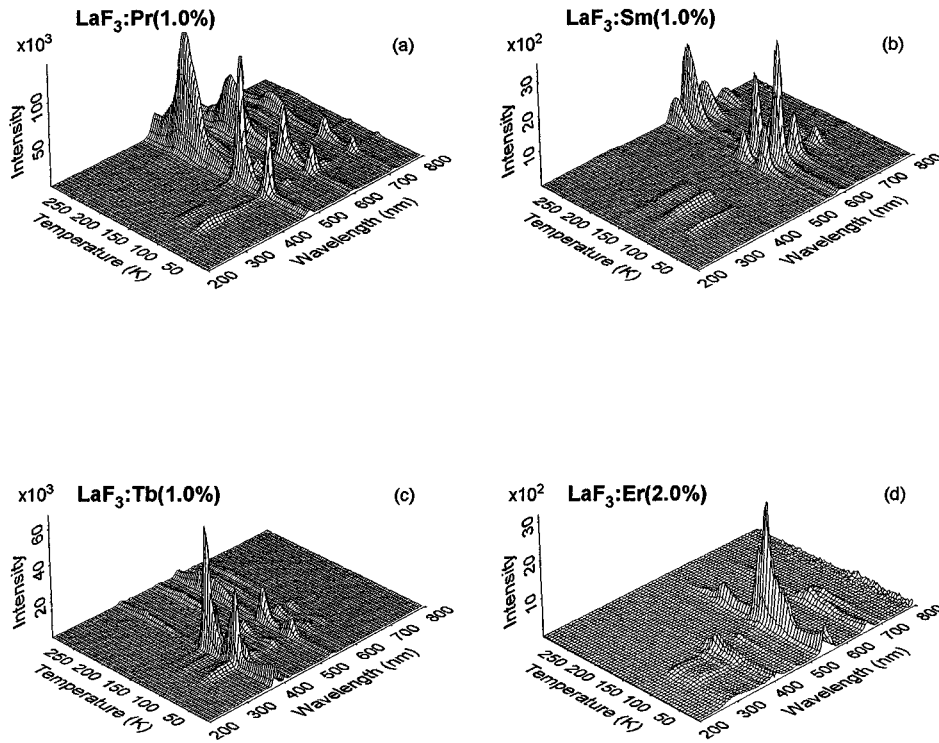 LaF3:Pr(1.0%)
x10^3
(a)
Intensity
50
100
250
200
150
100
50
Temperature (K)
200
300
400
500
600
700
800
Wavelength (nm)
LaF3:Sm(1.0%)
x10^2
(b)
Intensity
10
20
30
250
200
150
100
50
Temperature (K)
200
300
400
500
600
700
800
Wavelength (nm)
LaF3:Tb(1.0%)
x10^3
(c)
Intensity
20
40
60
250
200
150
100
50
Temperature (K)
200
300
400
500
600
700
800
Wavelength (nm)
LaF3:Er(2.0%)
x10^2
(d)
Intensity
10
20
30
250
200
150
100
50
Temperature (K)
200
300
400
500
600
700
800
Wavelength (nm)